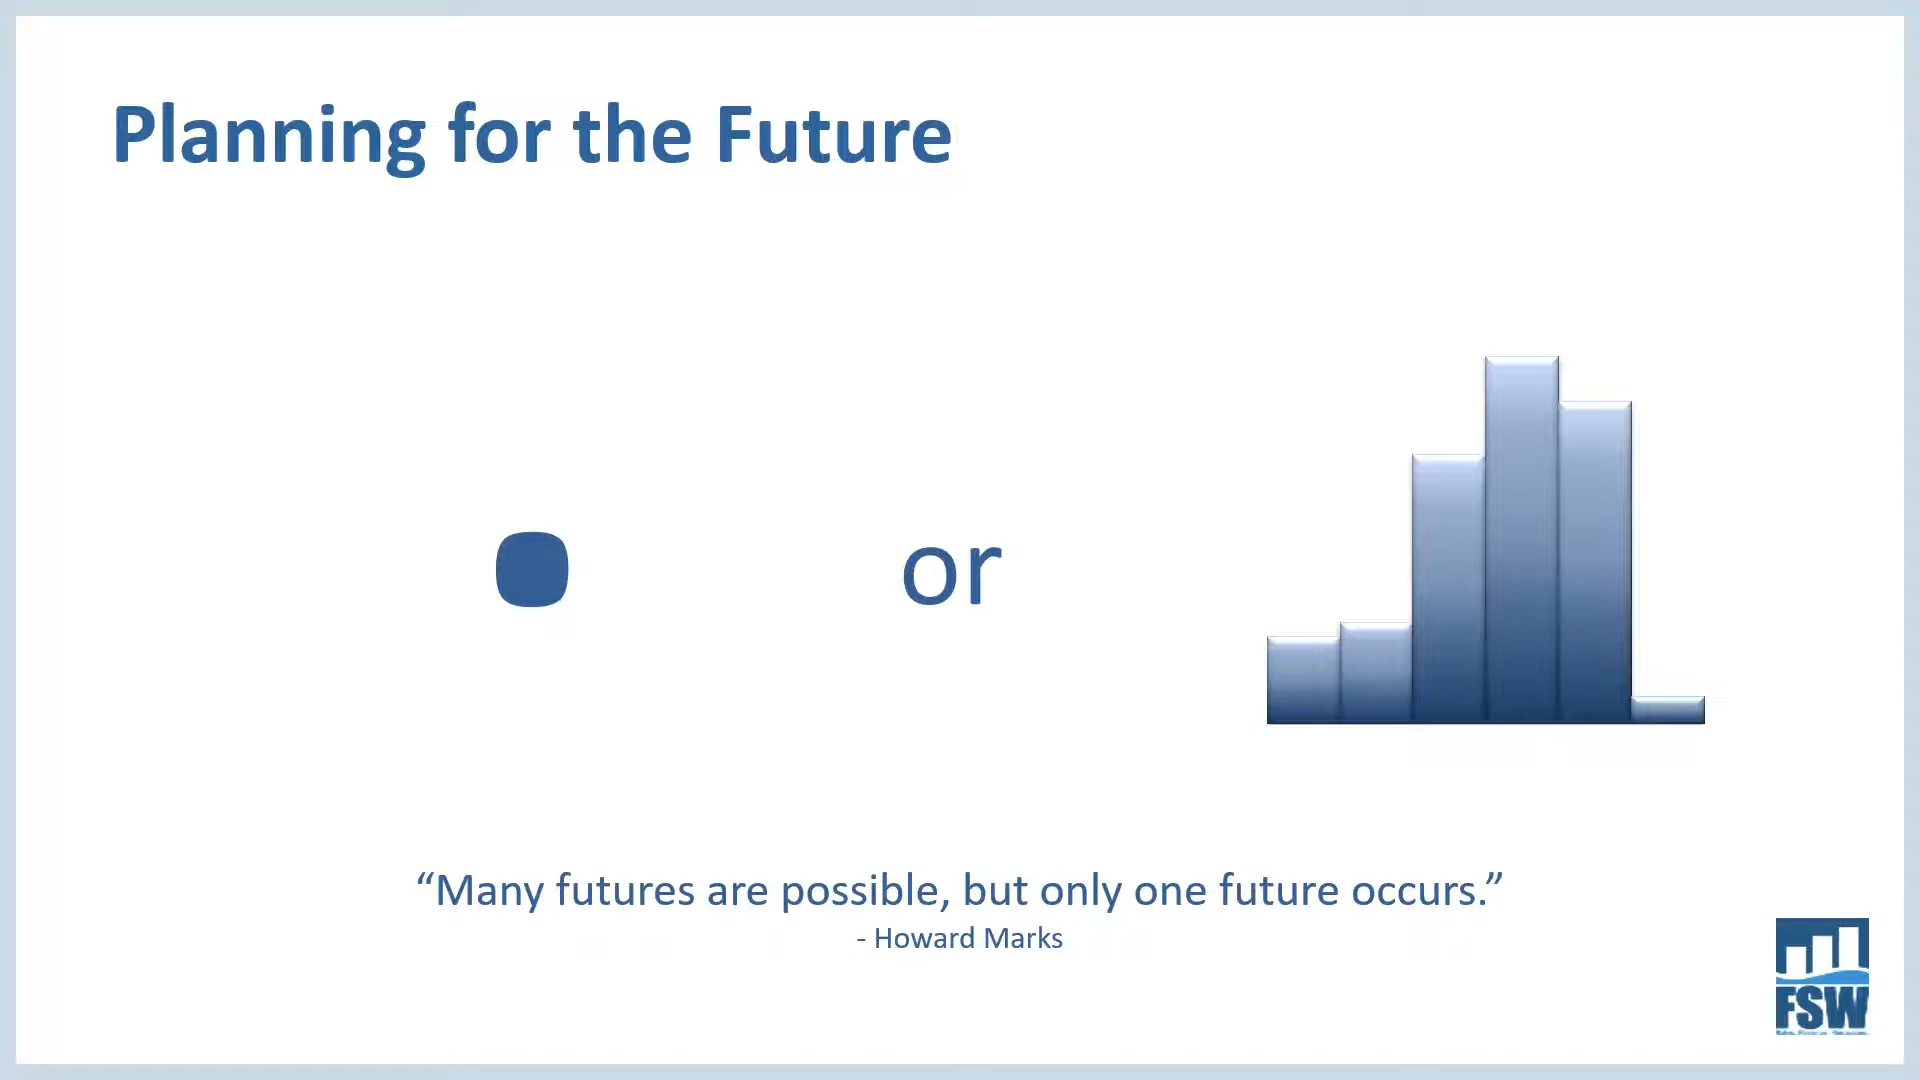 Planning for the Future
or
“Many futures are possible, but only one future occurs.”
- Howard Marks
FSW